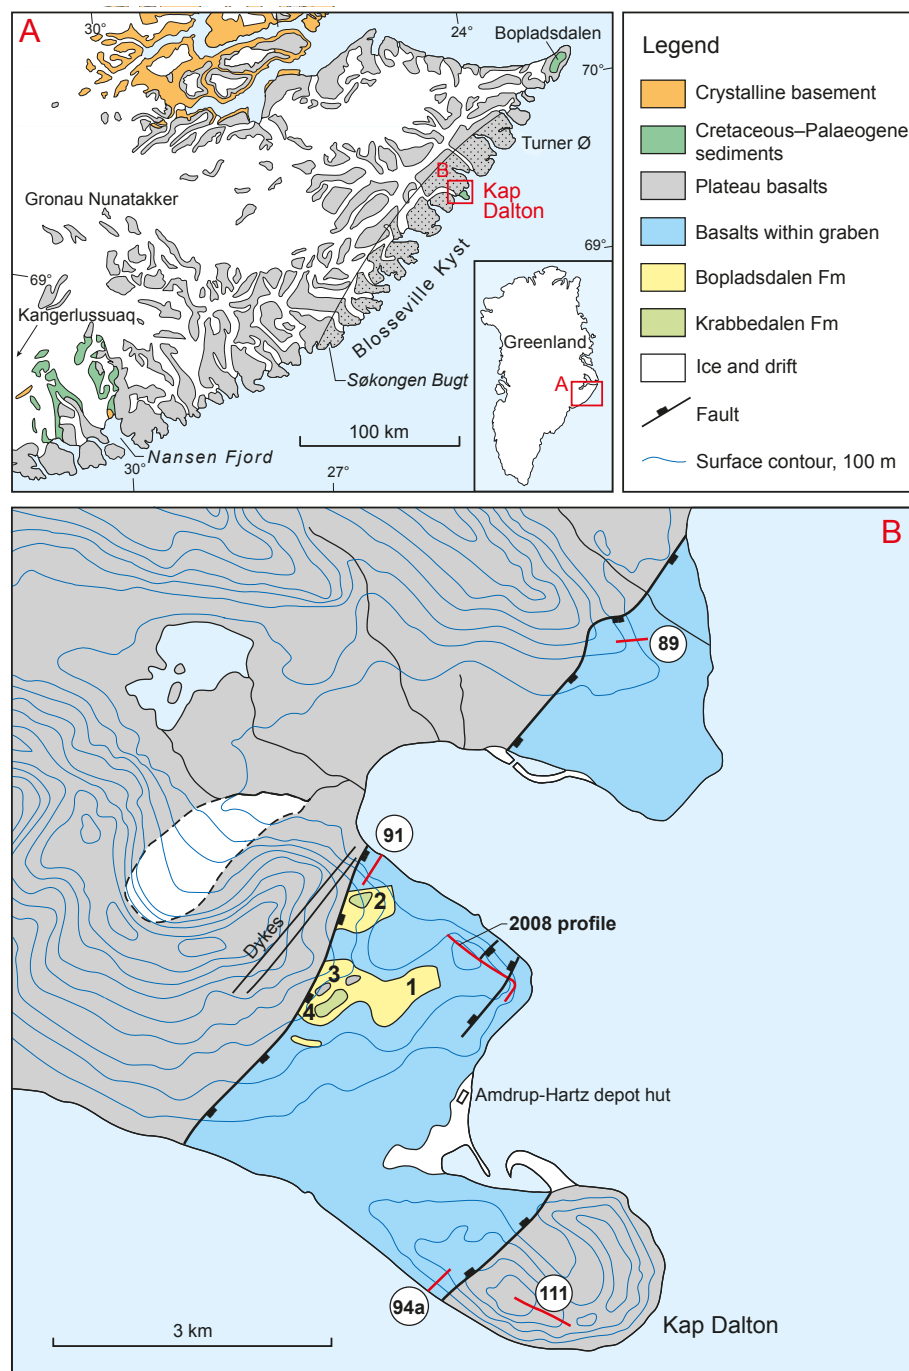 A
30°
24°
Bopladsdalen
70°
Turner Ø
B
Kap
Dalton
Gronau Nunatakker
69°
69°
Kangerlussuaq
Blosseville Kyst
Greenland
Søkongen Bugt
A
100 km
Nansen Fjord
30°
27°
Legend
Crystalline basement
Cretaceous–Palaeogene
sediments
Plateau basalts
Basalts within graben
Bopladsdalen Fm
Krabbedalen Fm
Ice and drift
Fault
Surface contour, 100 m
B
89
91
2
Dykes
2008 profile
3
1
4
Amdrup-Hartz depot hut
94a
111
Kap Dalton
3 km